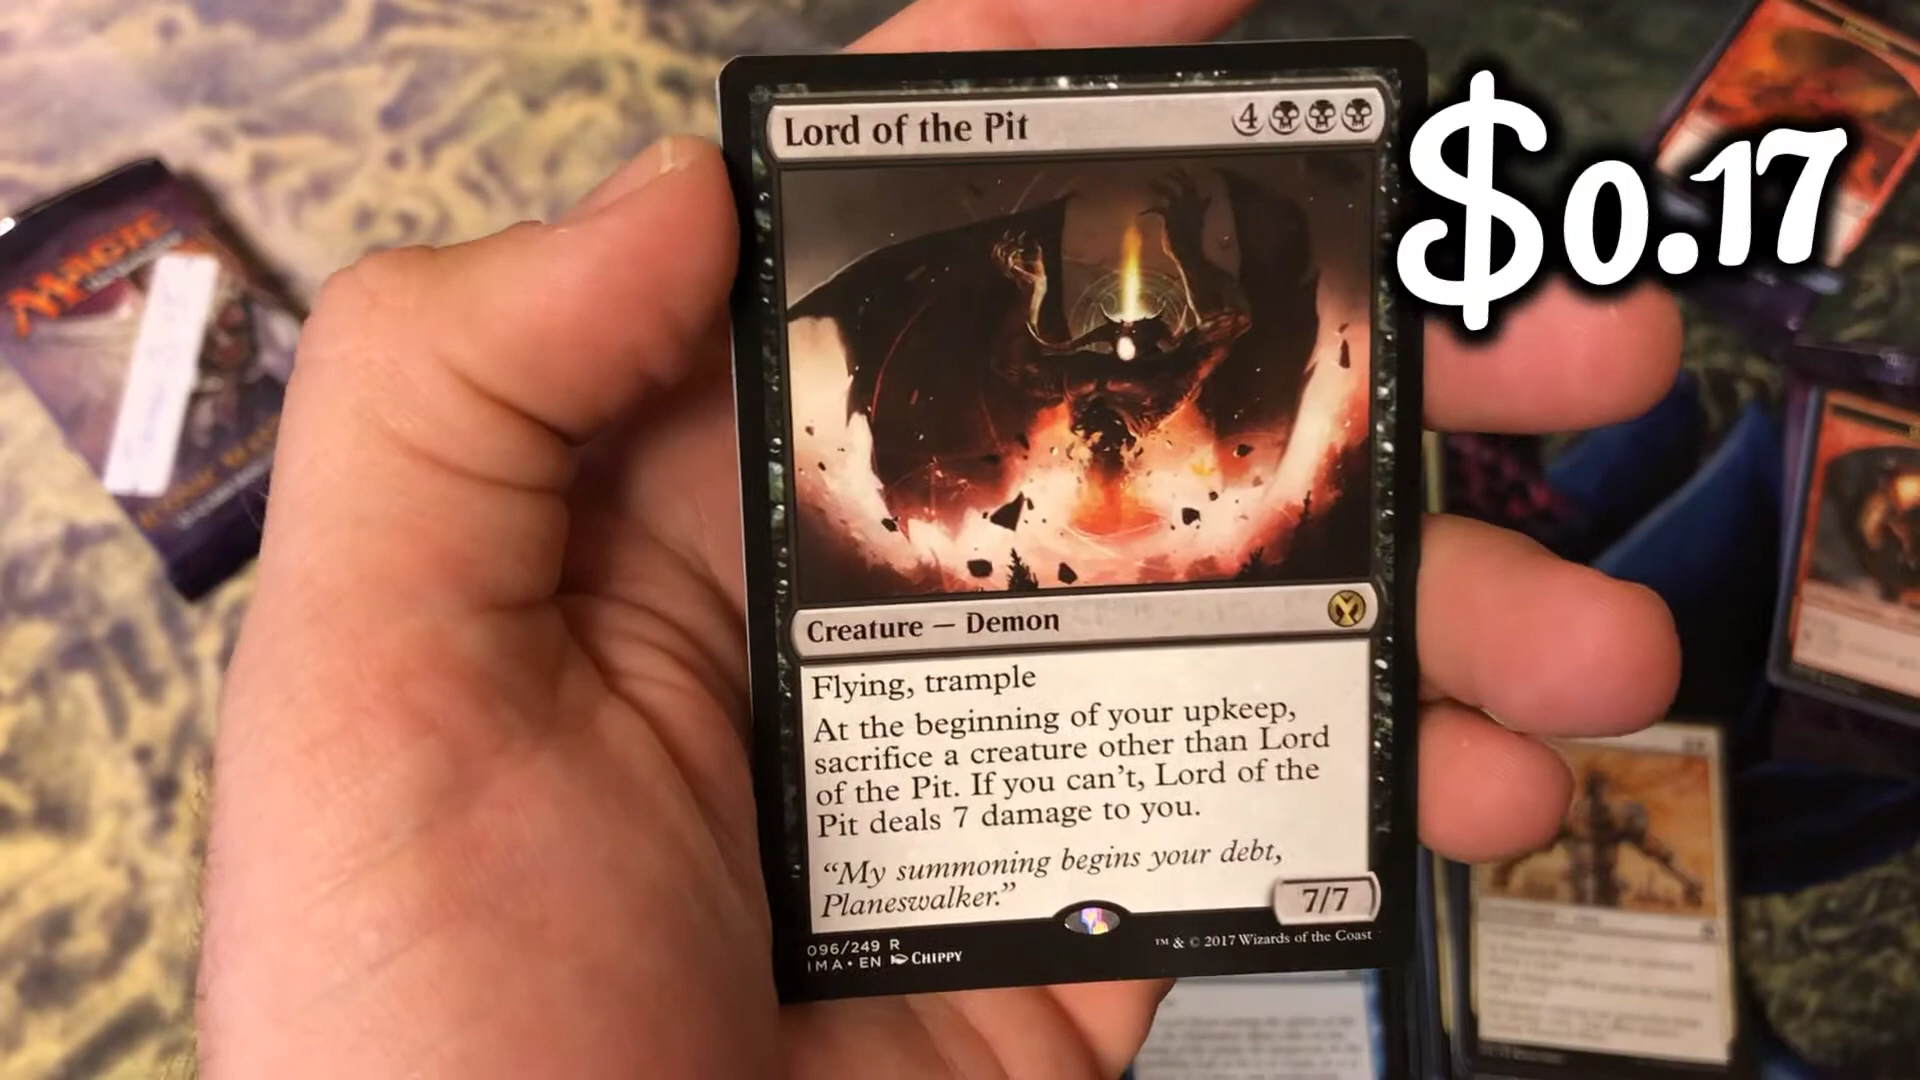 Lord of the Pit
4
$0.17
MAGIC
Creature — Demon
Flying, trample
At the beginning of your upkeep,
sacrifice a creature other than Lord
of the Pit. If you can't, Lord of the
Pit deals 7 damage to you.
“My summoning begins your debt,
Planeswalker.”
7/7
096/249 R
IMA • EN CHIPPY
™ & © 2017 Wizards of the Coast